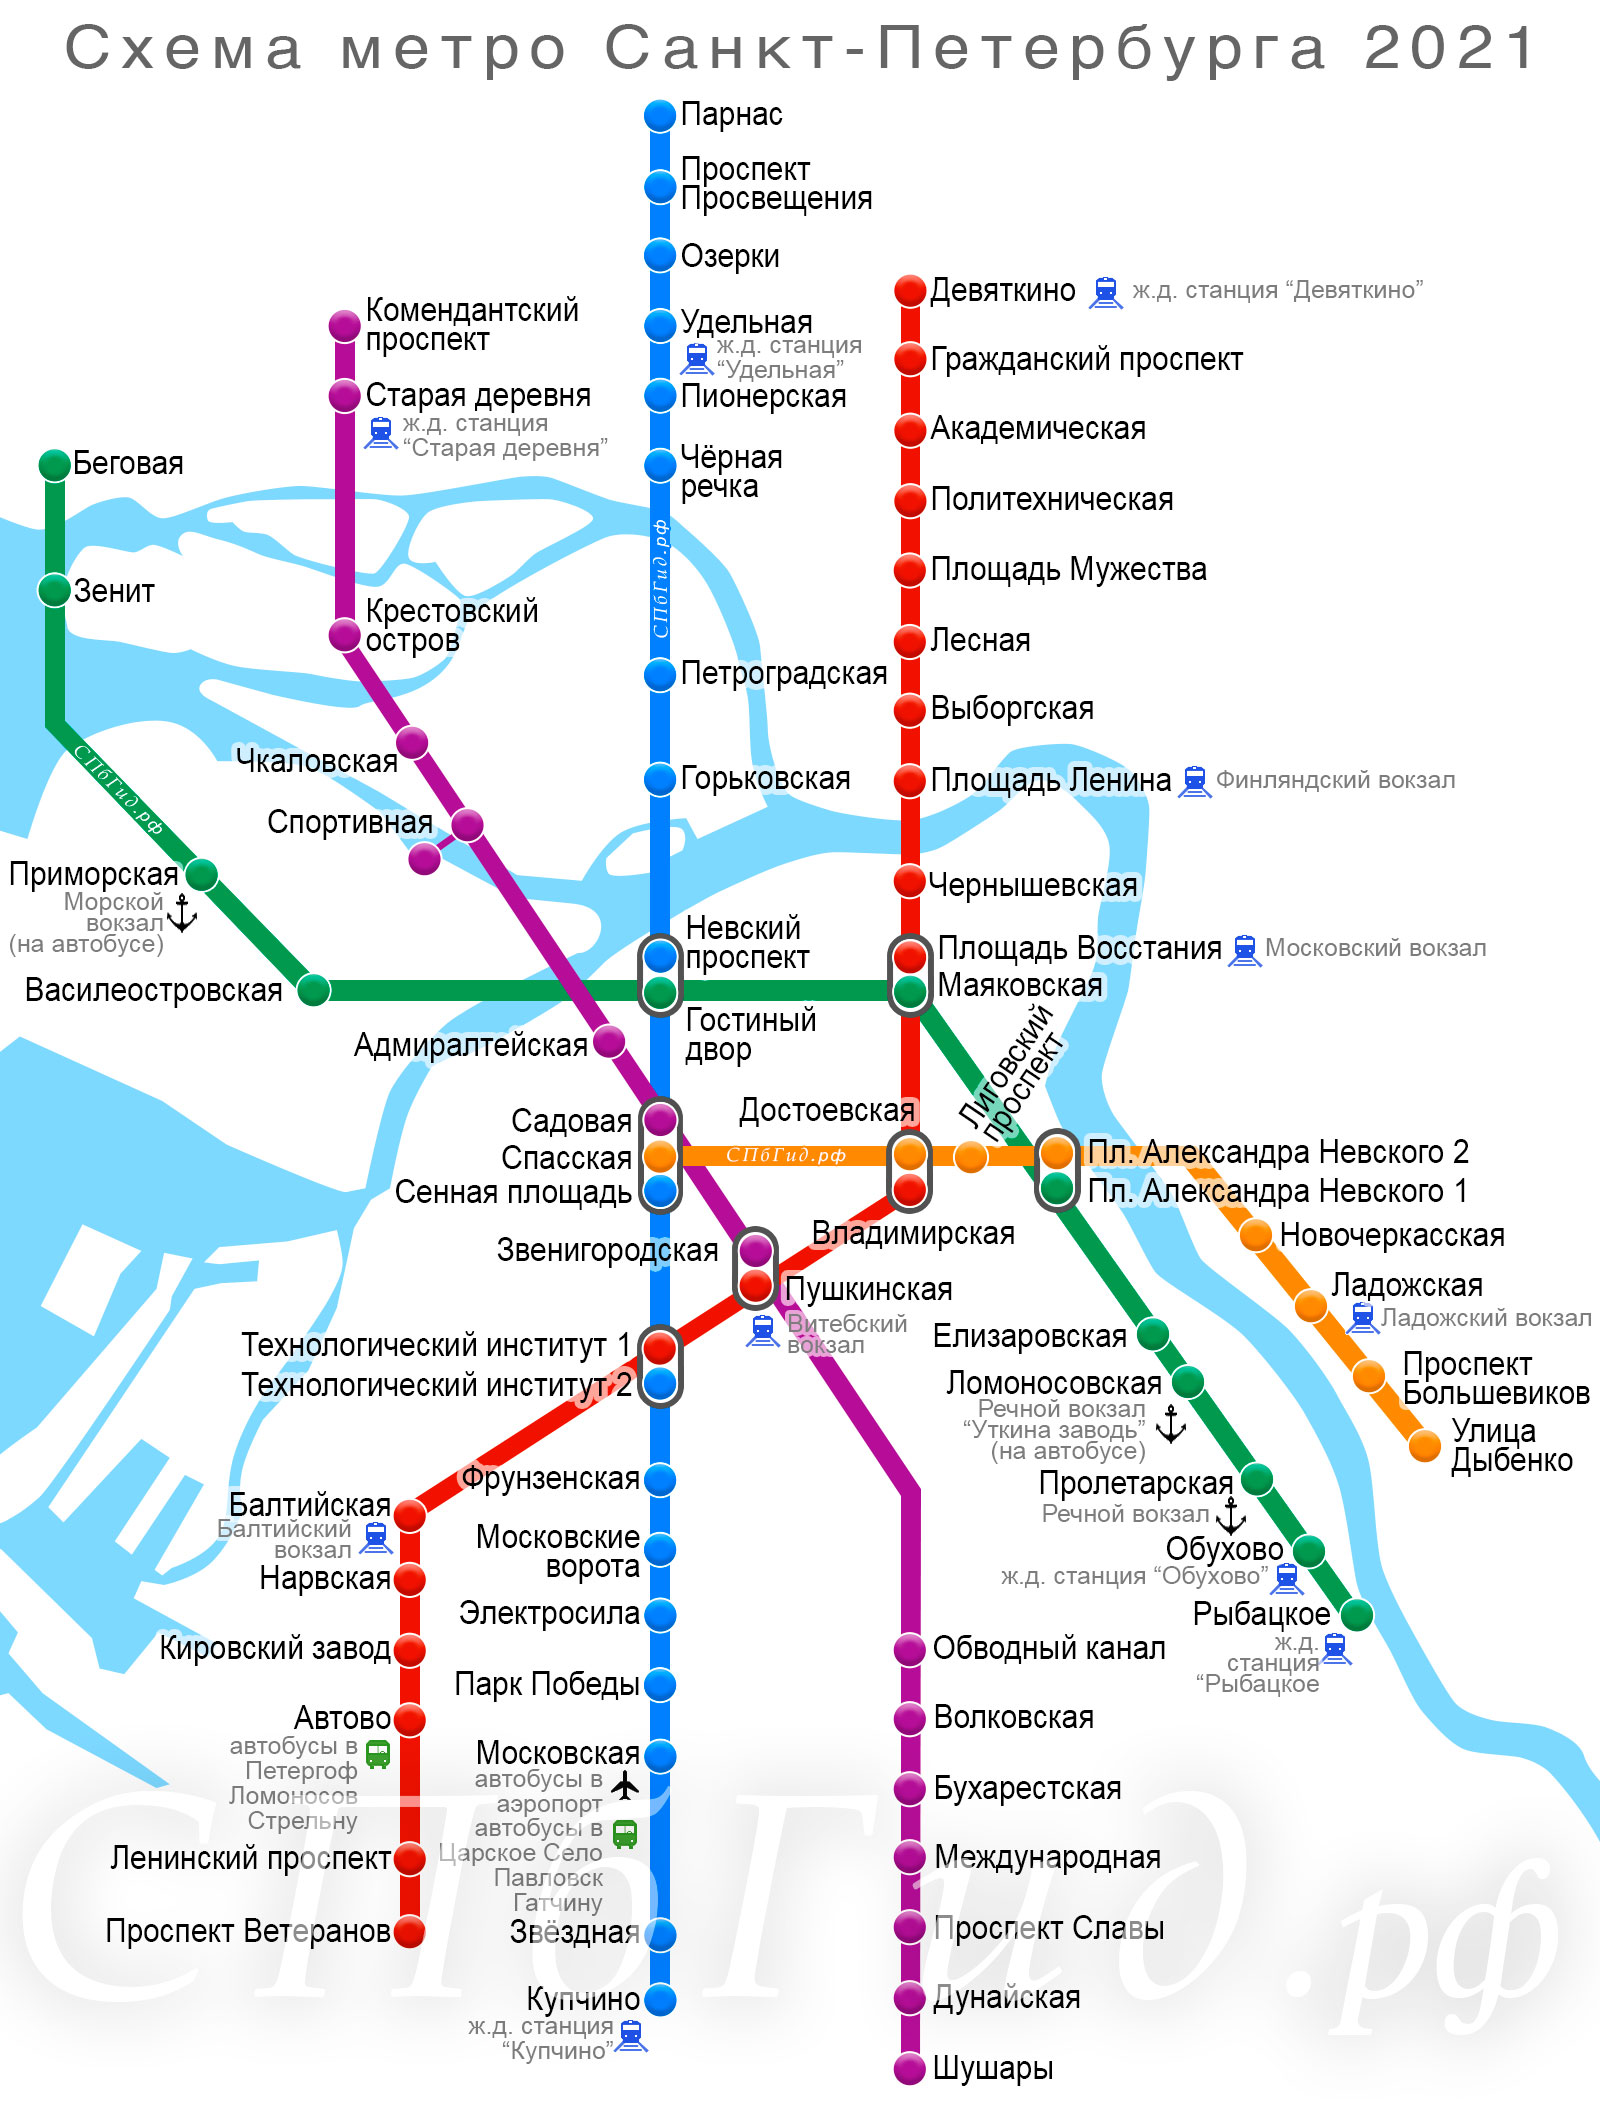 Схема метро Санкт-Петербурга 2021
Парнас
Проспект
Просвещения
Озерки
Удельная
ж.д. станция
“Удельная”
Пионерская
Чёрная
речка
СПбГид.рф
Петроградская
Горьковская
Невский
проспект
Гостиный
двор
Комендантский
проспект
Старая деревня
ж.д. станция
“Старая деревня”
Крестовский
остров
Чкаловская
Спортивная
Адмиралтейская
Садовая
Спасская
Сенная площадь
Звенигородская
Беговая
Зенит
СПбГид.рф
Приморская
Морской
вокзал
(на автобусе)
Василеостровская
Девяткино
ж.д. станция “Девяткино”
Гражданский проспект
Академическая
Политехническая
Площадь Мужества
Лесная
Выборгская
Площадь Ленина
Финляндский вокзал
Чернышевская
Площадь Восстания
Московский вокзал
Маяковская
Лиговский
проспект
Достоевская
СПбГид.рф
Владимирская
Пушкинская
Витебский
вокзал
Пл. Александра Невского 2
Пл. Александра Невского 1
Новочеркасская
Ладожская
Ладожский вокзал
Проспект
Большевиков
Улица
Дыбенко
Елизаровская
Ломоносовская
Речной вокзал
“Уткина заводь”
(на автобусе)
Пролетарская
Речной вокзал
Обухово
ж.д. станция “Обухово”
Рыбацкое
ж.д.
станция
“Рыбацкое
Технологический институт 1
Технологический институт 2
Фрунзенская
Московские
ворота
Электросила
Парк Победы
Московская
автобусы в
аэропорт
автобусы в
Царское Село
Павловск
Гатчину
Звёздная
Купчино
ж.д. станция
“Купчино”
Балтийская
Балтийский
вокзал
Нарвская
Кировский завод
Автово
автобусы в
Петергоф
Ломоносов
Стрельну
Ленинский проспект
Проспект Ветеранов
Обводный канал
Волковская
Бухарестская
Международная
Проспект Славы
Дунайская
Шушары
СПбГид.рф